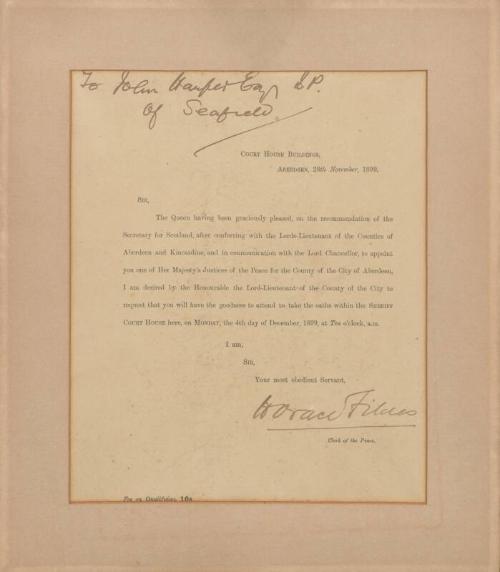 To John Harper Esq, J.P.
Of Seafield.
COURT HOUSE BUILDINGS,
ABERDEEN, 28th November, 1899.
SIR,
The Queen having been graciously pleased, on the recommendation of the
Secretary for Scotland, after conferring with the Lords-Lieutenant of the Counties of
Aberdeen and Kincardine, and in communication with the Lord Chancellor, to appoint
you one of Her Majesty's Justices of the Peace for the County of the City of Aberdeen,
I am desired by the Honourable the Lord-Lieutenant of the County of the City to
request that you will have the goodness to attend to take the oaths within the SHERIFF
COURT HOUSE here, on MONDAY, the 4th day of December, 1899, at Ten o'clock, a.m.
I am,
SIR,
Your most obedient Servant,
Horace
Clerk of the Peace.
Fee on Qualifying, 10s